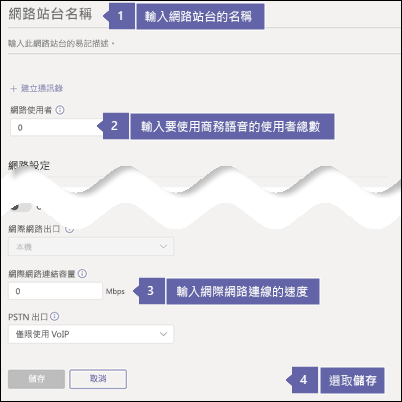 網路站台名稱
1 輸入網路站台的名稱
輸入此網路站台的易記描述。
+ 建立通訊錄
網路使用者
0
2 輸入要使用商務語音的使用者總數
網路設定
網際網路出口
本機
網際網路連結容量
0 Mbps
3 輸入網際網路連線的速度
PSTN 出口
僅限使用 VoIP
儲存 取消
4 選取儲存